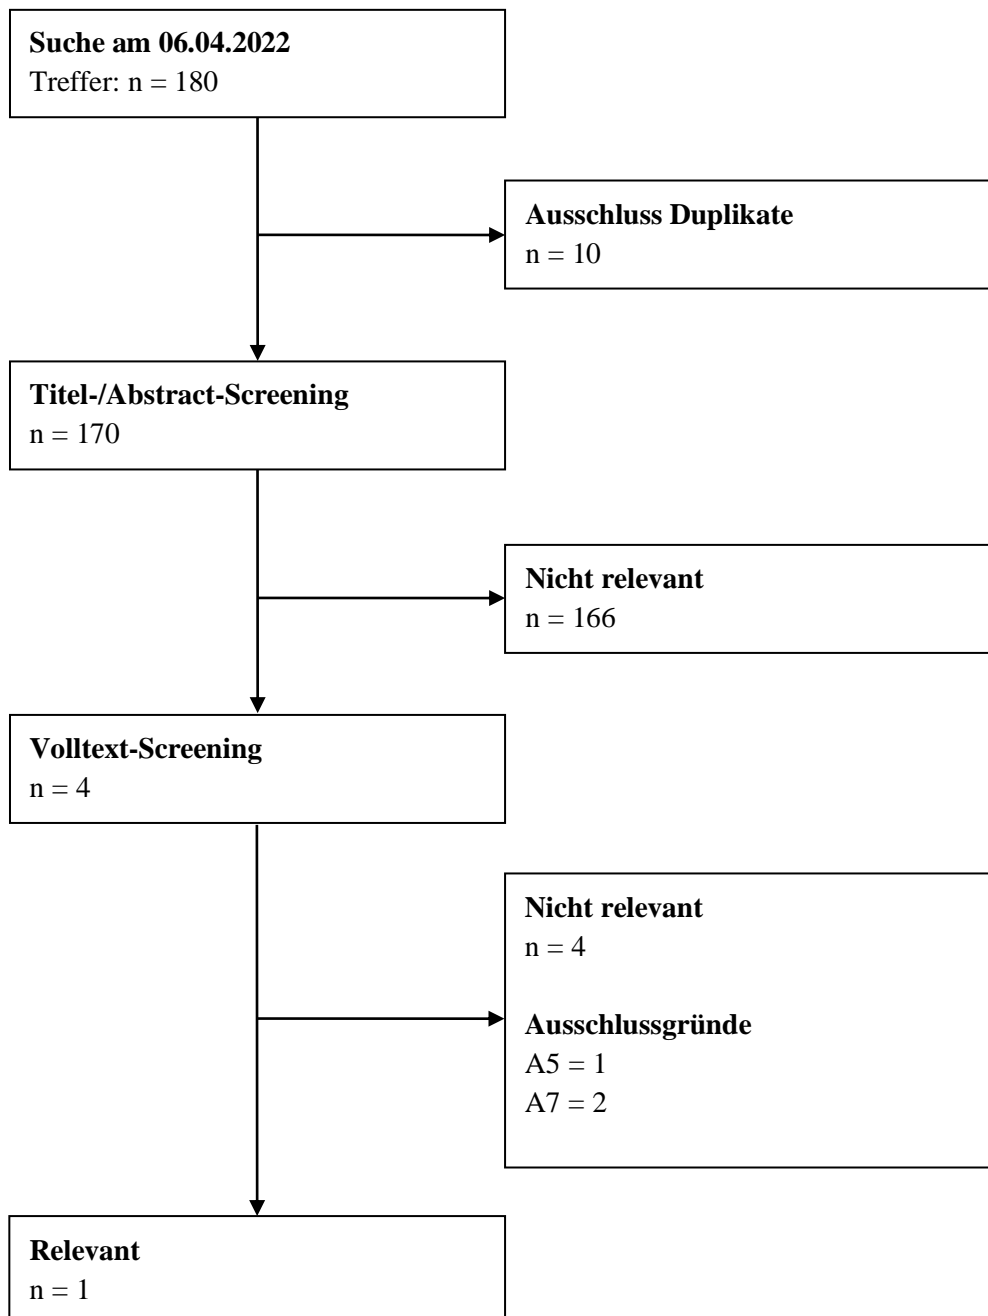 Suche am 06.04.2022
Treffer: n = 180
Ausschluss Duplikate
n = 10
Titel-/Abstract-Screening
n = 170
Nicht relevant
n = 166
Volltext-Screening
n = 4
Nicht relevant
n = 4
Ausschlussgründe
A5 = 1
A7 = 2
Relevant
n = 1